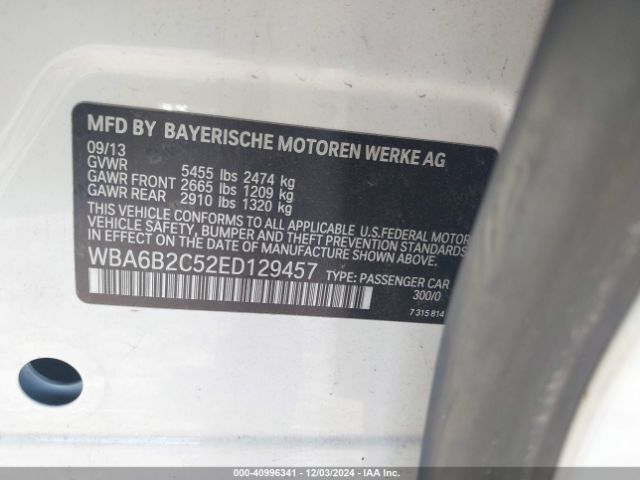 MFD BY BAYERISCHE MOTOREN WERKE AG
09/13
GVWR 5455 lbs 2474 kg
GAWR FRONT 2665 lbs 1209 kg
GAWR REAR 2910 lbs 1320 kg
THIS VEHICLE CONFORMS TO ALL APPLICABLE U.S.FEDERAL MOTOR
VEHICLE SAFETY, BUMPER AND THEFT PREVENTION STANDARDS
IN EFFECT ON THE DATE OF MANUFACTURE SHOWN ABOVE.
WBA6B2C52ED129457 TYPE: PASSENGER CAR
300/0
7 315 814
000-40996341 - 12/03/2024 - IAA Inc.